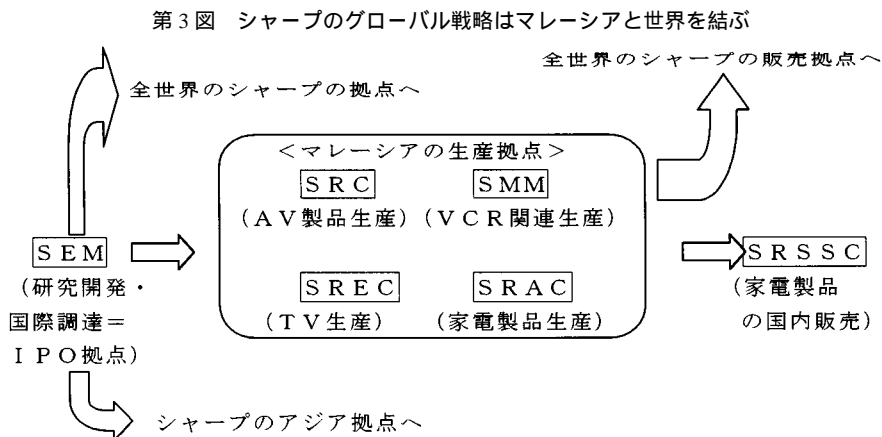 第3図 シャープのグローバル戦略はマレーシアと世界を結ぶ
全世界のシャープの販売拠点へ
全世界のシャープの拠点へ
＜マレーシアの生産拠点＞
ＳＲＣ ＳＭＭ
（ＡＶ製品生産）（ＶＣＲ関連生産）
ＳＥＭ
（研究開発・
国際調達＝
ＩＰＯ拠点）
ＳＲＥＣ ＳＲＡＣ
（ＴＶ生産） （家電製品生産）
ＳＲＳＳＣ
（家電製品
の国内販売）
シャープのアジア拠点へ